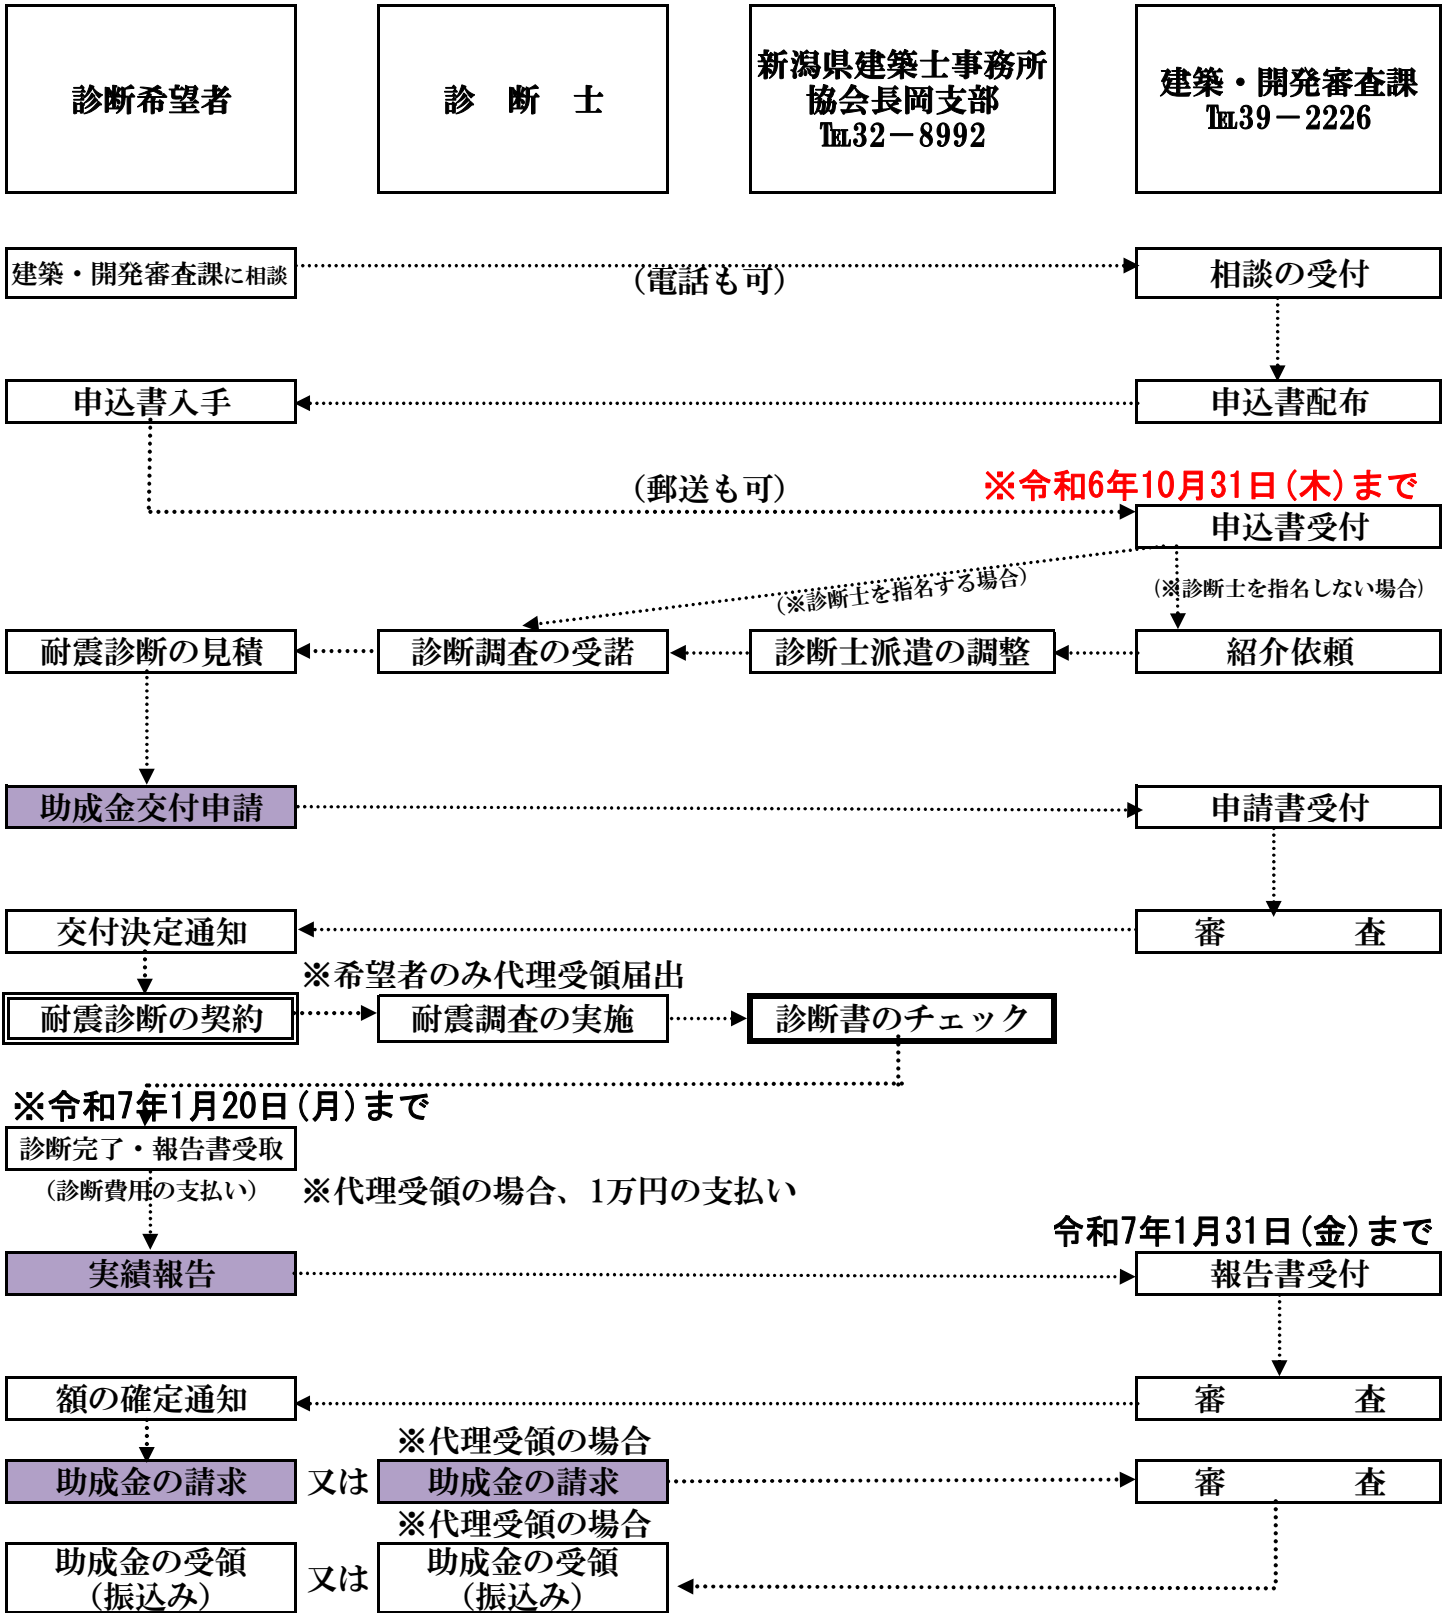 診断希望者
診　断　士
新潟県建築士事務所
協会長岡支部
℡32－8992
建築・開発審査課
℡39－2226
建築・開発審査課に相談
（電話も可）
相談の受付
申込書入手
申込書配布
（郵送も可）
※令和6年10月31日(木)まで
申込書受付
（※診断士を指名する場合）
（※診断士を指名しない場合）
耐震診断の見積
診断調査の受諾
診断士派遣の調整
紹介依頼
助成金交付申請
申請書受付
交付決定通知
審　　　　査
※希望者のみ代理受領届出
耐震診断の契約
耐震調査の実施
診断書のチェック
※令和7年1月20日(月)まで
診断完了・報告書受取
（診断費用の支払い）
※代理受領の場合、1万円の支払い
令和7年1月31日(金)まで
実績報告
報告書受付
額の確定通知
審　　　　査
※代理受領の場合
助成金の請求
又は
助成金の請求
審　　　　査
※代理受領の場合
助成金の受領
（振込み）
又は
助成金の受領
（振込み）